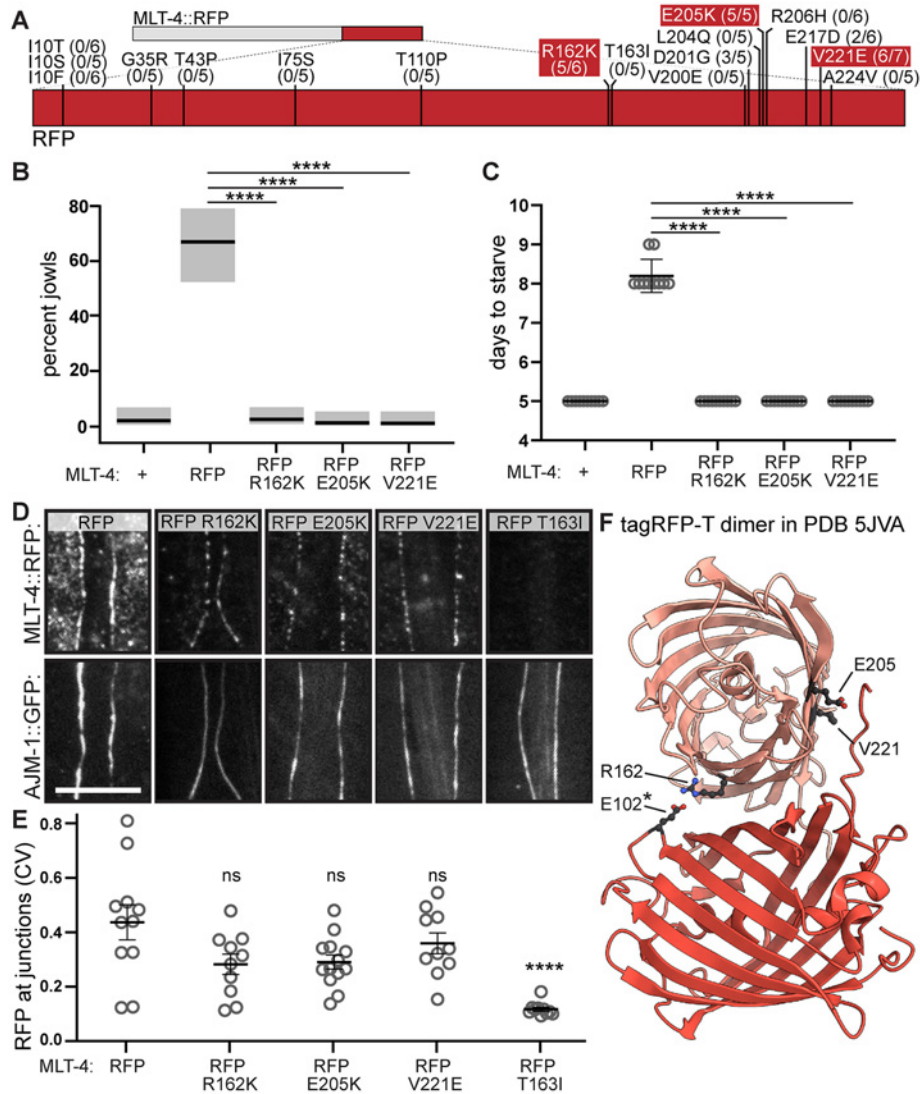 A
MLT-4::RFP
I10T (0/6)
I10S (0/5)
I10F (0/6)
G35R
(0/5)
T43P
(0/5)
I75S
(0/5)
T110P
(0/5)
R162K
(5/6)
T163I
(0/5)
E205K (5/5)
L204Q (0/5)
D201G (3/5)
V200E (0/5)
R206H (0/6)
E217D (2/6)
V221E (6/7)
A224V (0/5)
RFP
B
percent jowls
80
60
40
20
0
****
****
****
MLT-4: + RFP RFP RFP RFP
R162K E205K V221E
C
days to starve
10
9
8
7
6
5
4
****
****
****
MLT-4: + RFP RFP RFP RFP
R162K E205K V221E
D
MLT-4::RFP:
RFP RFP R162K RFP E205K RFP V221E RFP T163I
AJM-1::GFP:
E
RFP at junctions (CV)
0.8
0.6
0.4
0.2
0.0
ns ns ns ****
MLT-4: RFP RFP RFP RFP RFP
R162K E205K V221E T163I
F tagRFP-T dimer in PDB 5JVA
E205
V221
R162
E102*